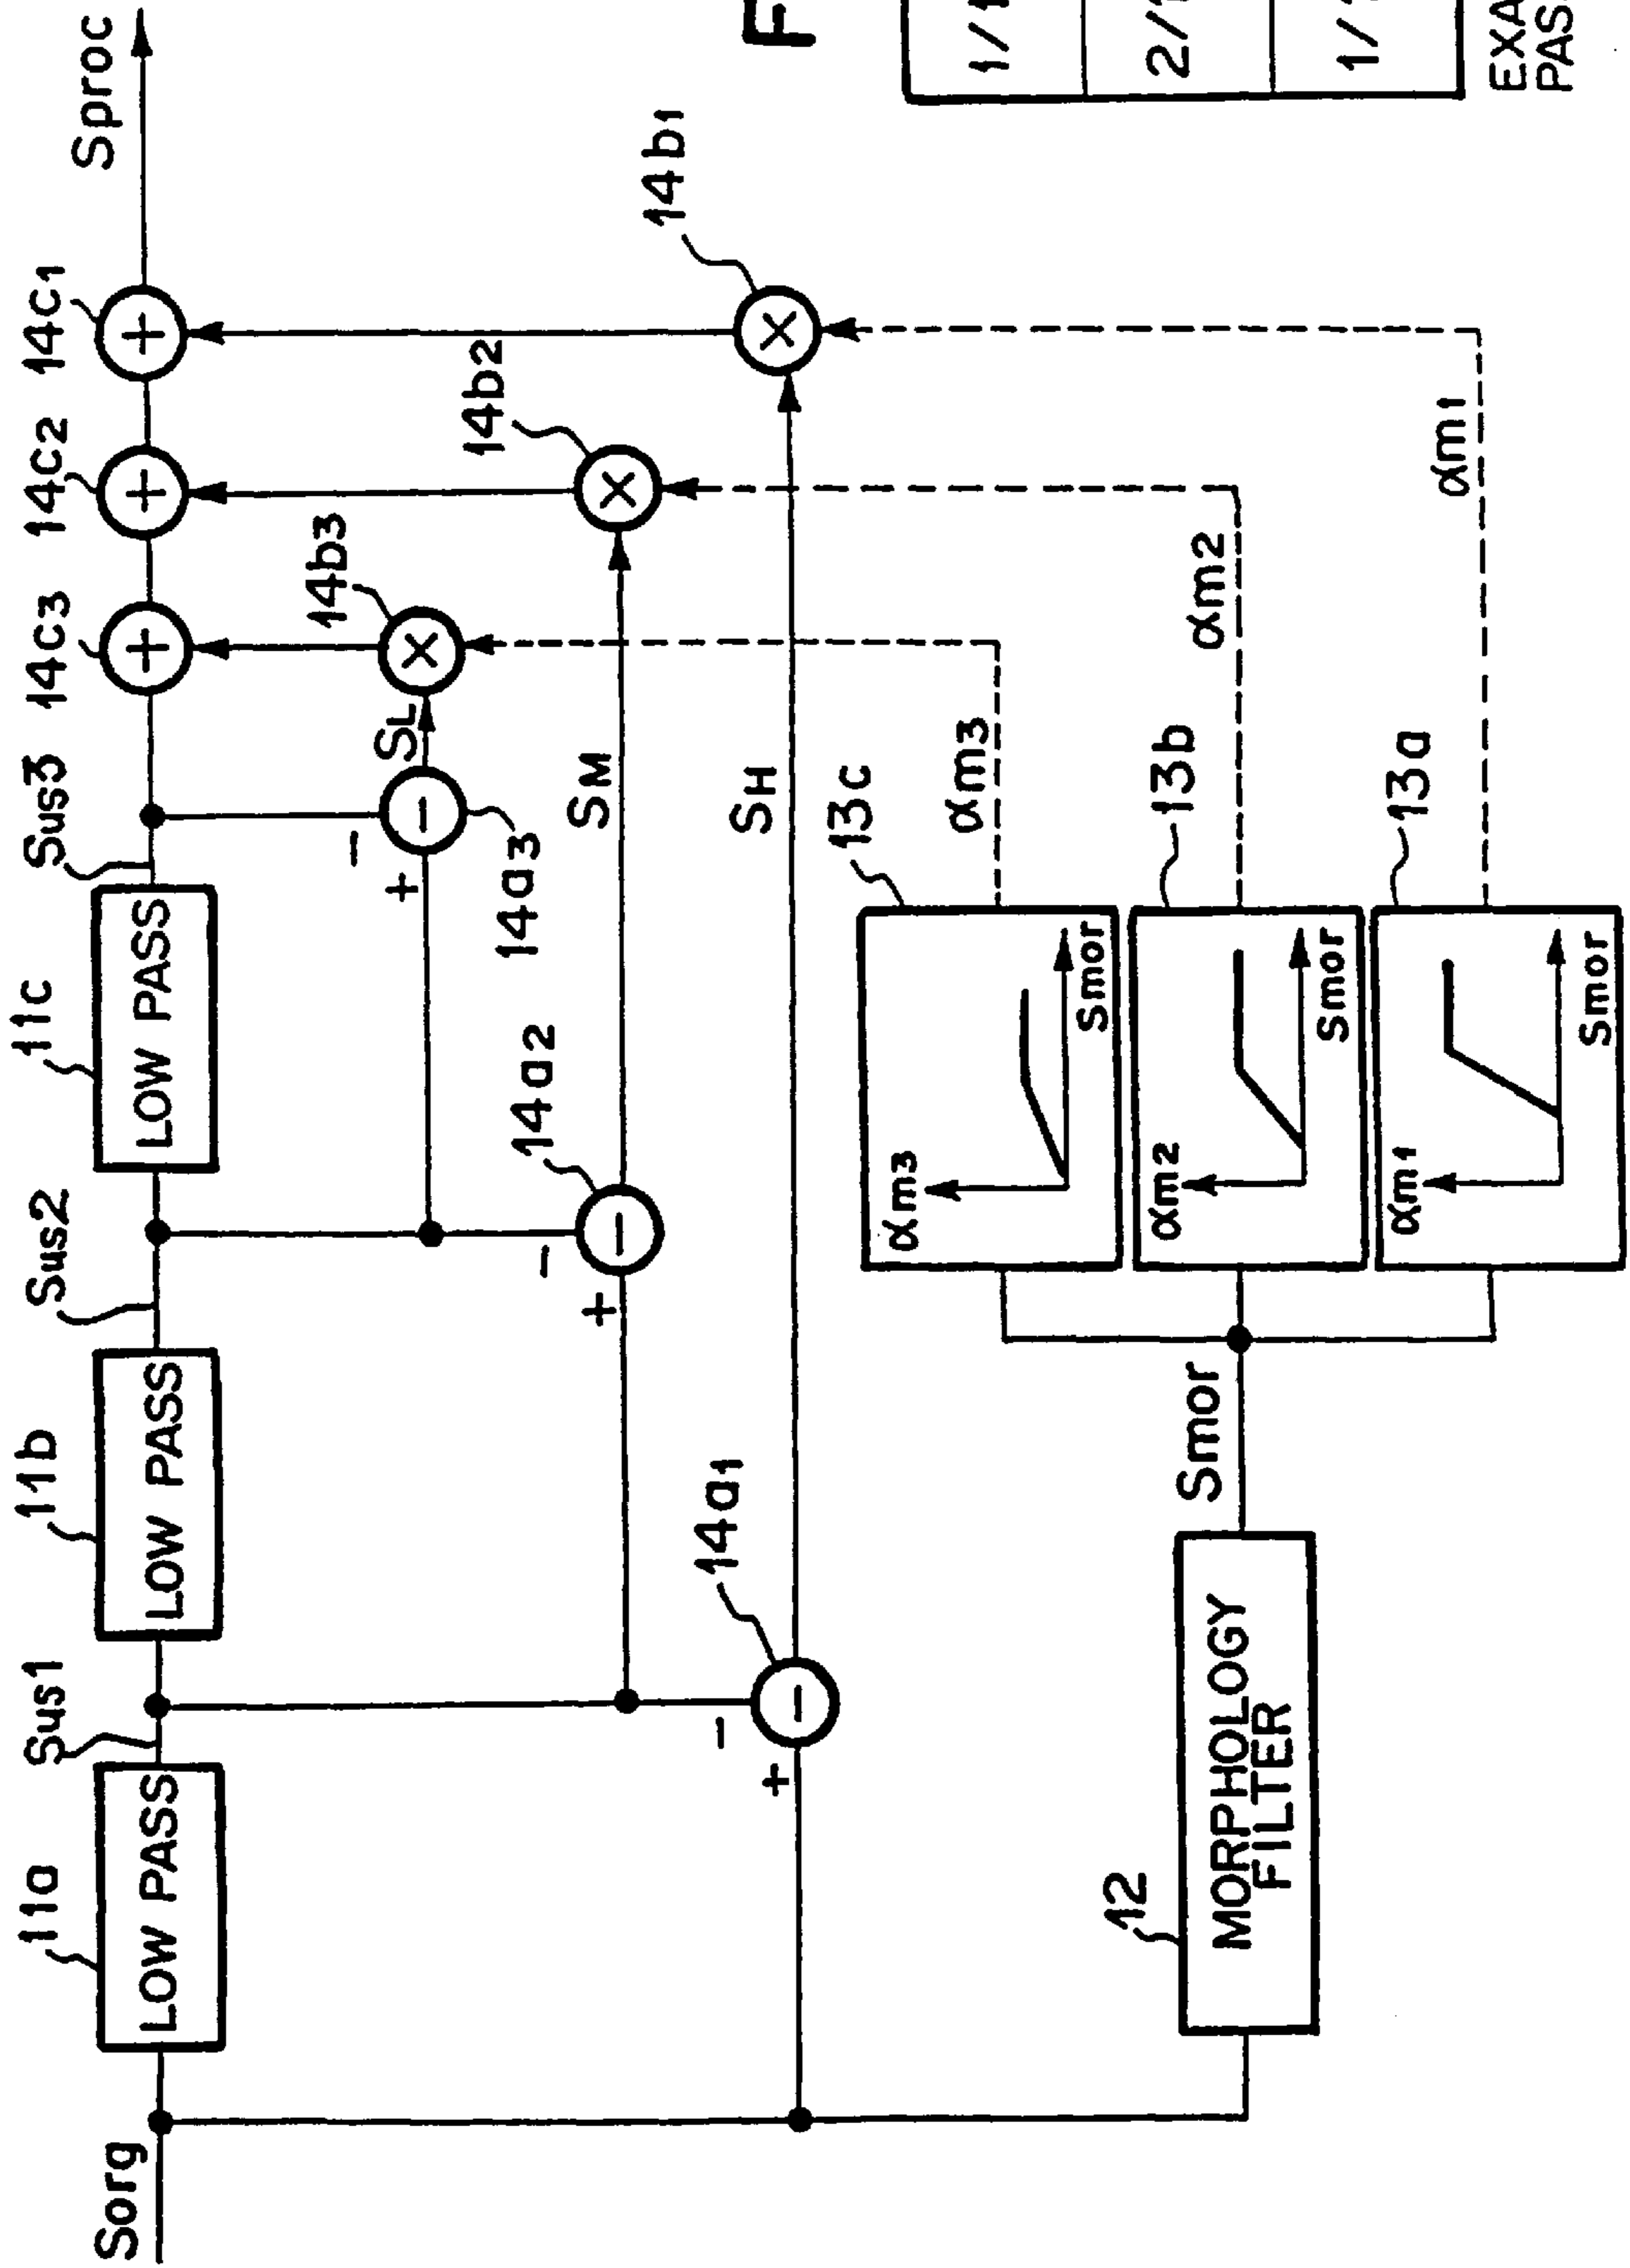 Sorg
11a
LOW PASS
Sus1
11b
LOW PASS
Sus2
11c
LOW PASS
Sus3
14c3
14c2
14c1
Sproc
+
+
+
14a1
+
-
-
14a2
+
-
-
14a3
+
-
-
SL
SM
SH
14b3
14b2
14b1
×
×
×
12
MORPHOLOGY
FILTER
Smor
13c
αm3
Smor
αm3
13b
αm2
Smor
αm2
13a
αm1
Smor
αm1